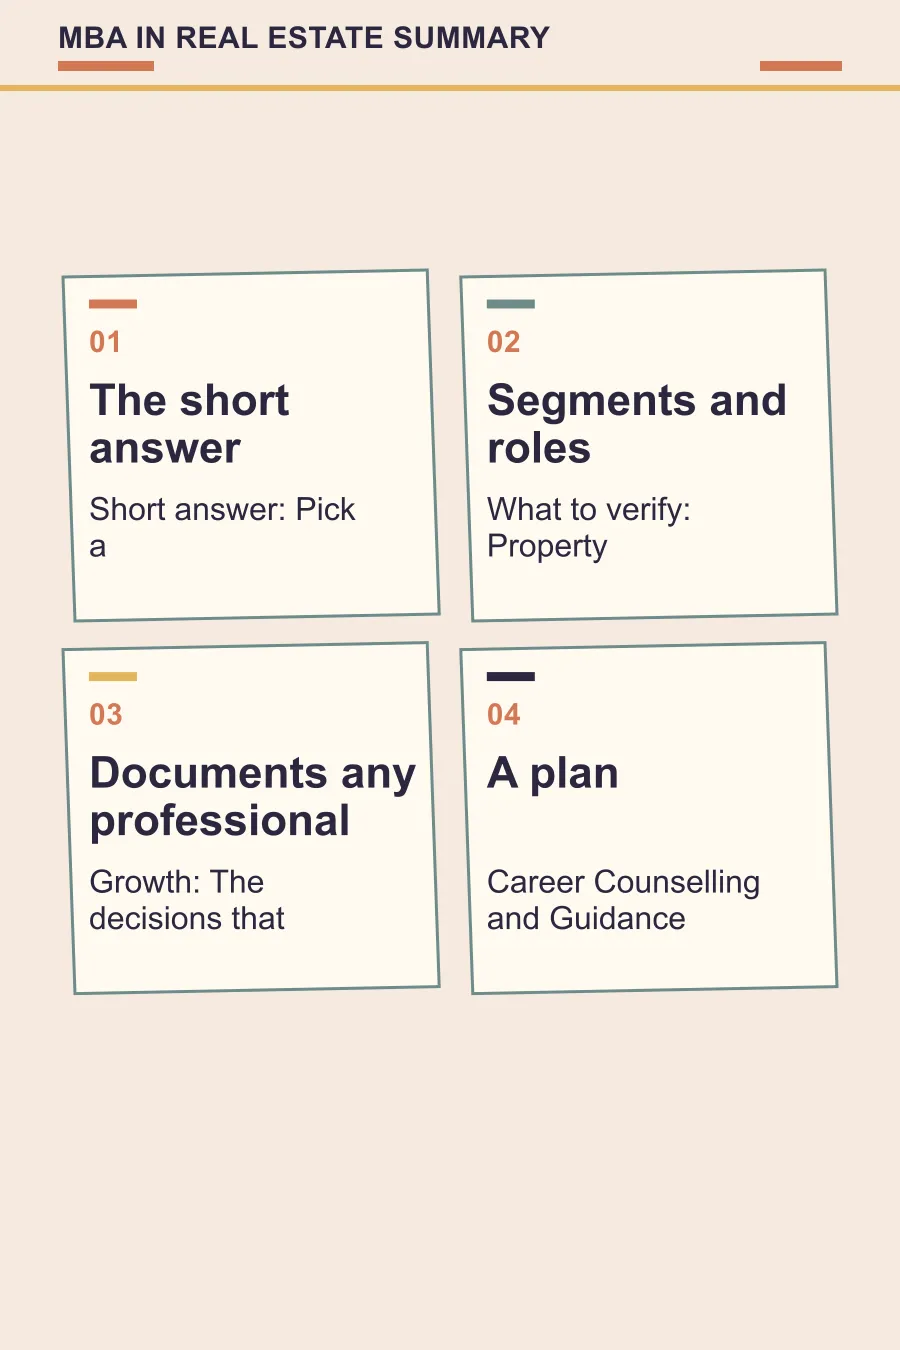 MBA IN REAL ESTATE SUMMARY
01
The short
answer
Short answer: Pick
a
02
Segments and
roles
What to verify:
Property
03
Documents any
professional
Growth: The
decisions that
04
A plan
Career Counselling
and Guidance